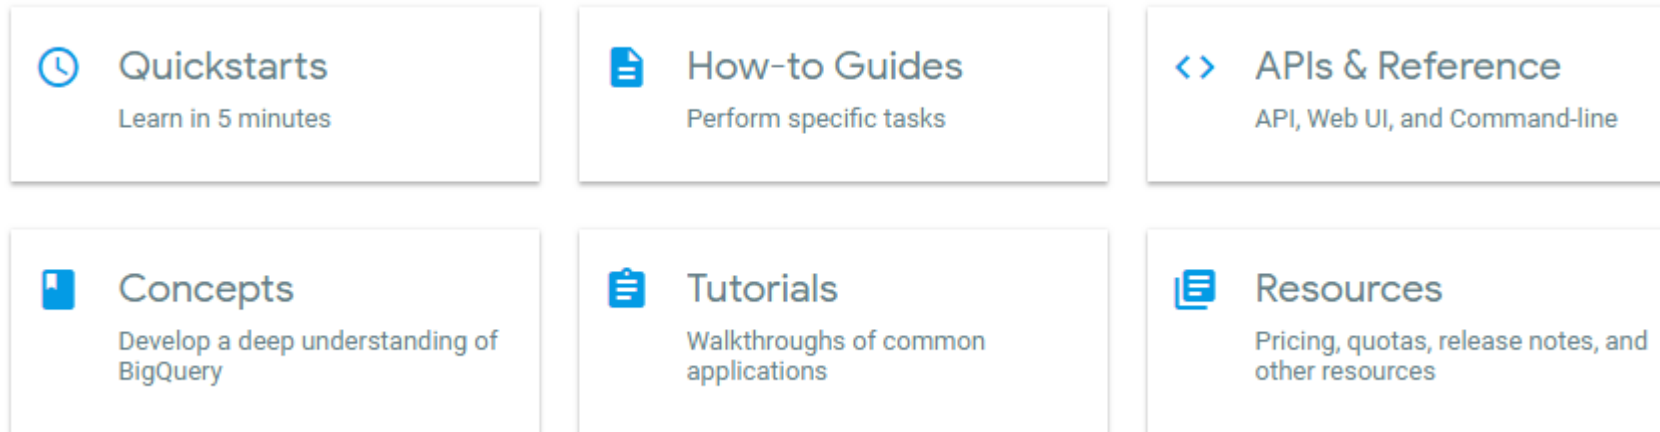 Quickstarts
Learn in 5 minutes
How-to Guides
Perform specific tasks
APIs & Reference
API, Web UI, and Command-line
Concepts
Develop a deep understanding of
BigQuery
Tutorials
Walkthroughs of common
applications
Resources
Pricing, quotas, release notes, and
other resources